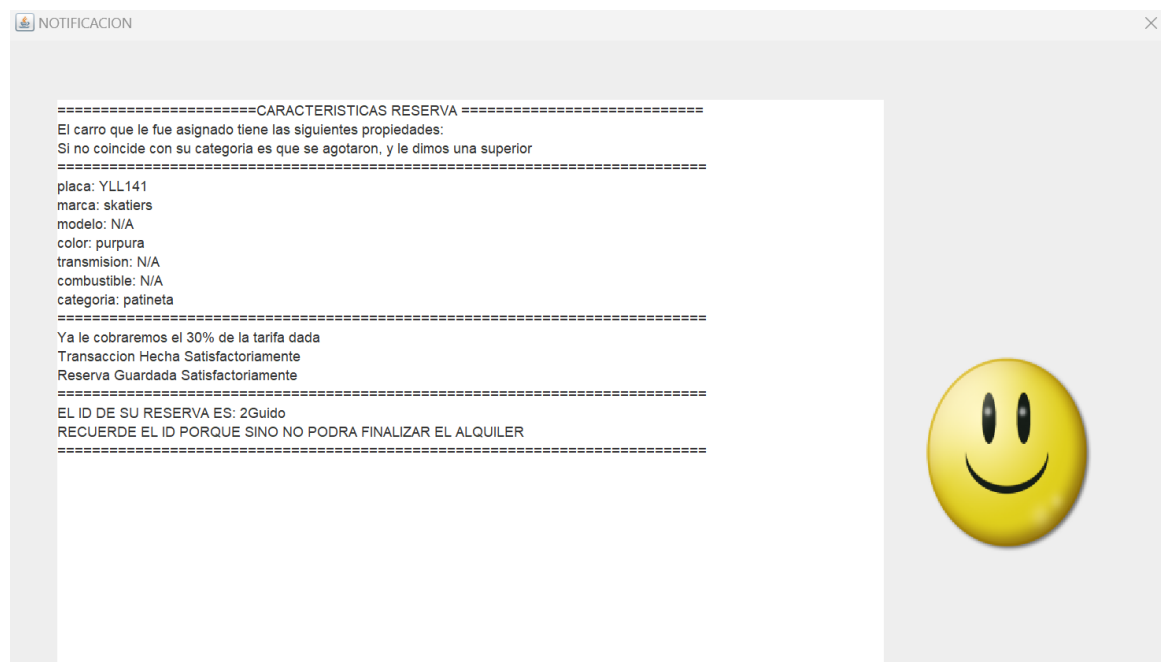 NOTIFICACION
=======================CARACTERISTICAS RESERVA ============================
El carro que le fue asignado tiene las siguientes propiedades:
Si no coincide con su categoria es que se agotaron, y le dimos una superior
===========================================================================
placa: YLL141
marca: skatiers
modelo: N/A
color: purpura
transmision: N/A
combustible: N/A
categoria: patineta
===========================================================================
Ya le cobraremos el 30% de la tarifa dada
Transaccion Hecha Satisfactoriamente
Reserva Guardada Satisfactoriamente
===========================================================================
EL ID DE SU RESERVA ES: 2Guido
RECUERDE EL ID PORQUE SINO NO PODRA FINALIZAR EL ALQUILER
===========================================================================